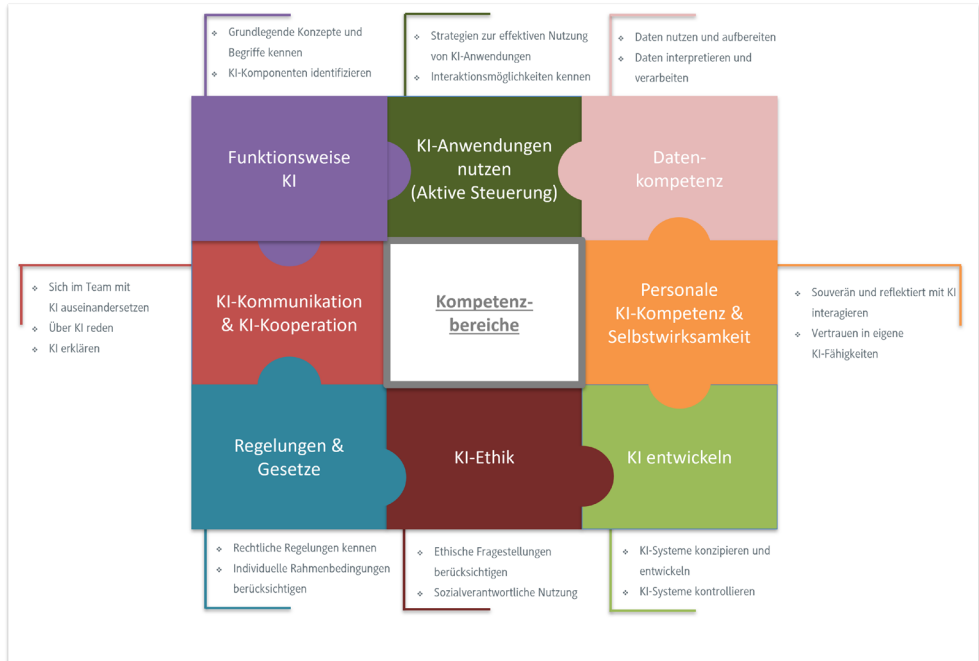 ❖ Grundlegende Konzepte und
Begriffe kennen
❖ KI-Komponenten identifizieren
❖ Strategien zur effektiven Nutzung
von KI-Anwendungen
❖ Interaktionsmöglichkeiten kennen
❖ Daten nutzen und aufbereiten
❖ Daten interpretieren und
verarbeiten
Funktionsweise
KI
KI-Anwendungen
nutzen
(Aktive Steuerung)
Daten-
kompetenz
❖ Sich im Team mit
KI auseinandersetzen
❖ Über KI reden
❖ KI erklären
KI-Kommunikation
& KI-Kooperation
Kompetenz-
bereiche
Personale
KI-Kompetenz &
Selbstwirksamkeit
❖ Souverän und reflektiert mit KI
interagieren
❖ Vertrauen in eigene
KI-Fähigkeiten
Regelungen &
Gesetze
KI-Ethik
KI entwickeln
❖ Rechtliche Regelungen kennen
❖ Individuelle Rahmenbedingungen
berücksichtigen
❖ Ethische Fragestellungen
berücksichtigen
❖ Sozialverantwortliche Nutzung
❖ KI-Systeme konzipieren und
entwickeln
❖ KI-Systeme kontrollieren